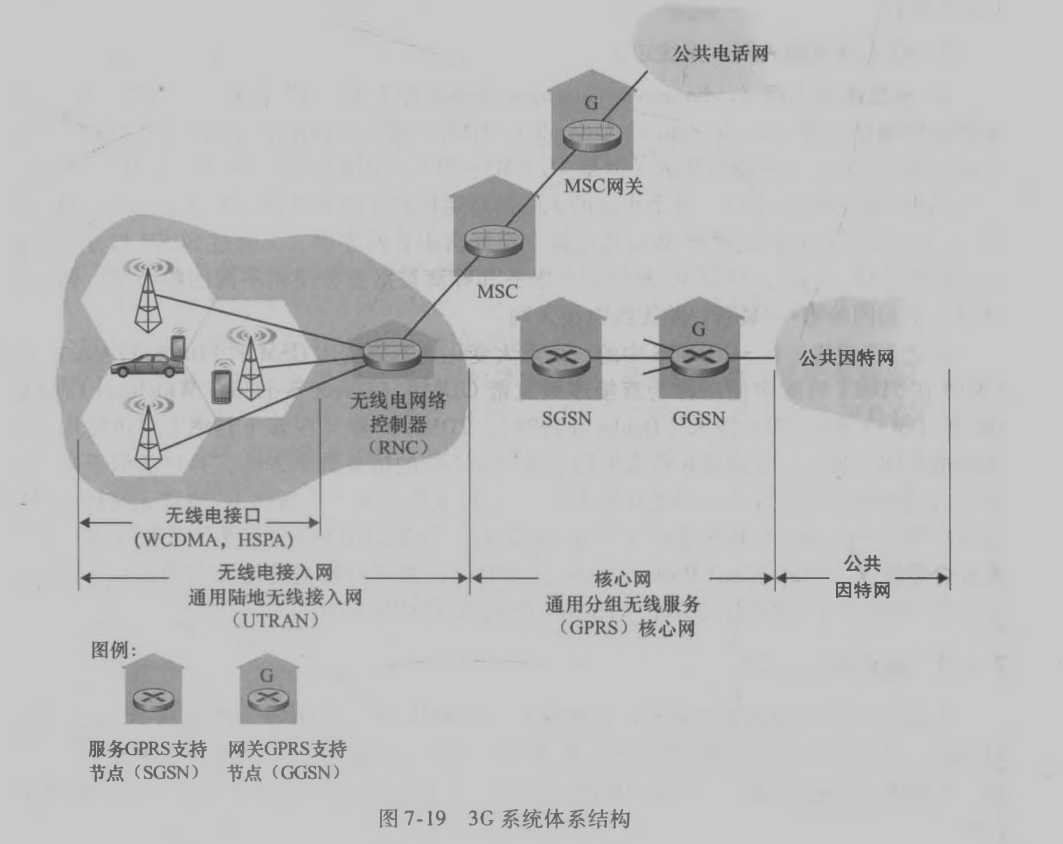 公共电话网
G
MSC网关
MSC
G
公共因特网
SGSN
GGSN
无线电网络
控制器
（RNC）
无线电接口
(WCDMA，HSPA)
无线电接入网
通用陆地无线接入网
（UTRAN）
核心网
通用分组无线服务
（GPRS）核心网
公共
因特网
图例：
G
服务GPRS支持
节点（SGSN）
网关GPRS支持
节点（GGSN）
图 7-19 3G 系统体系结构